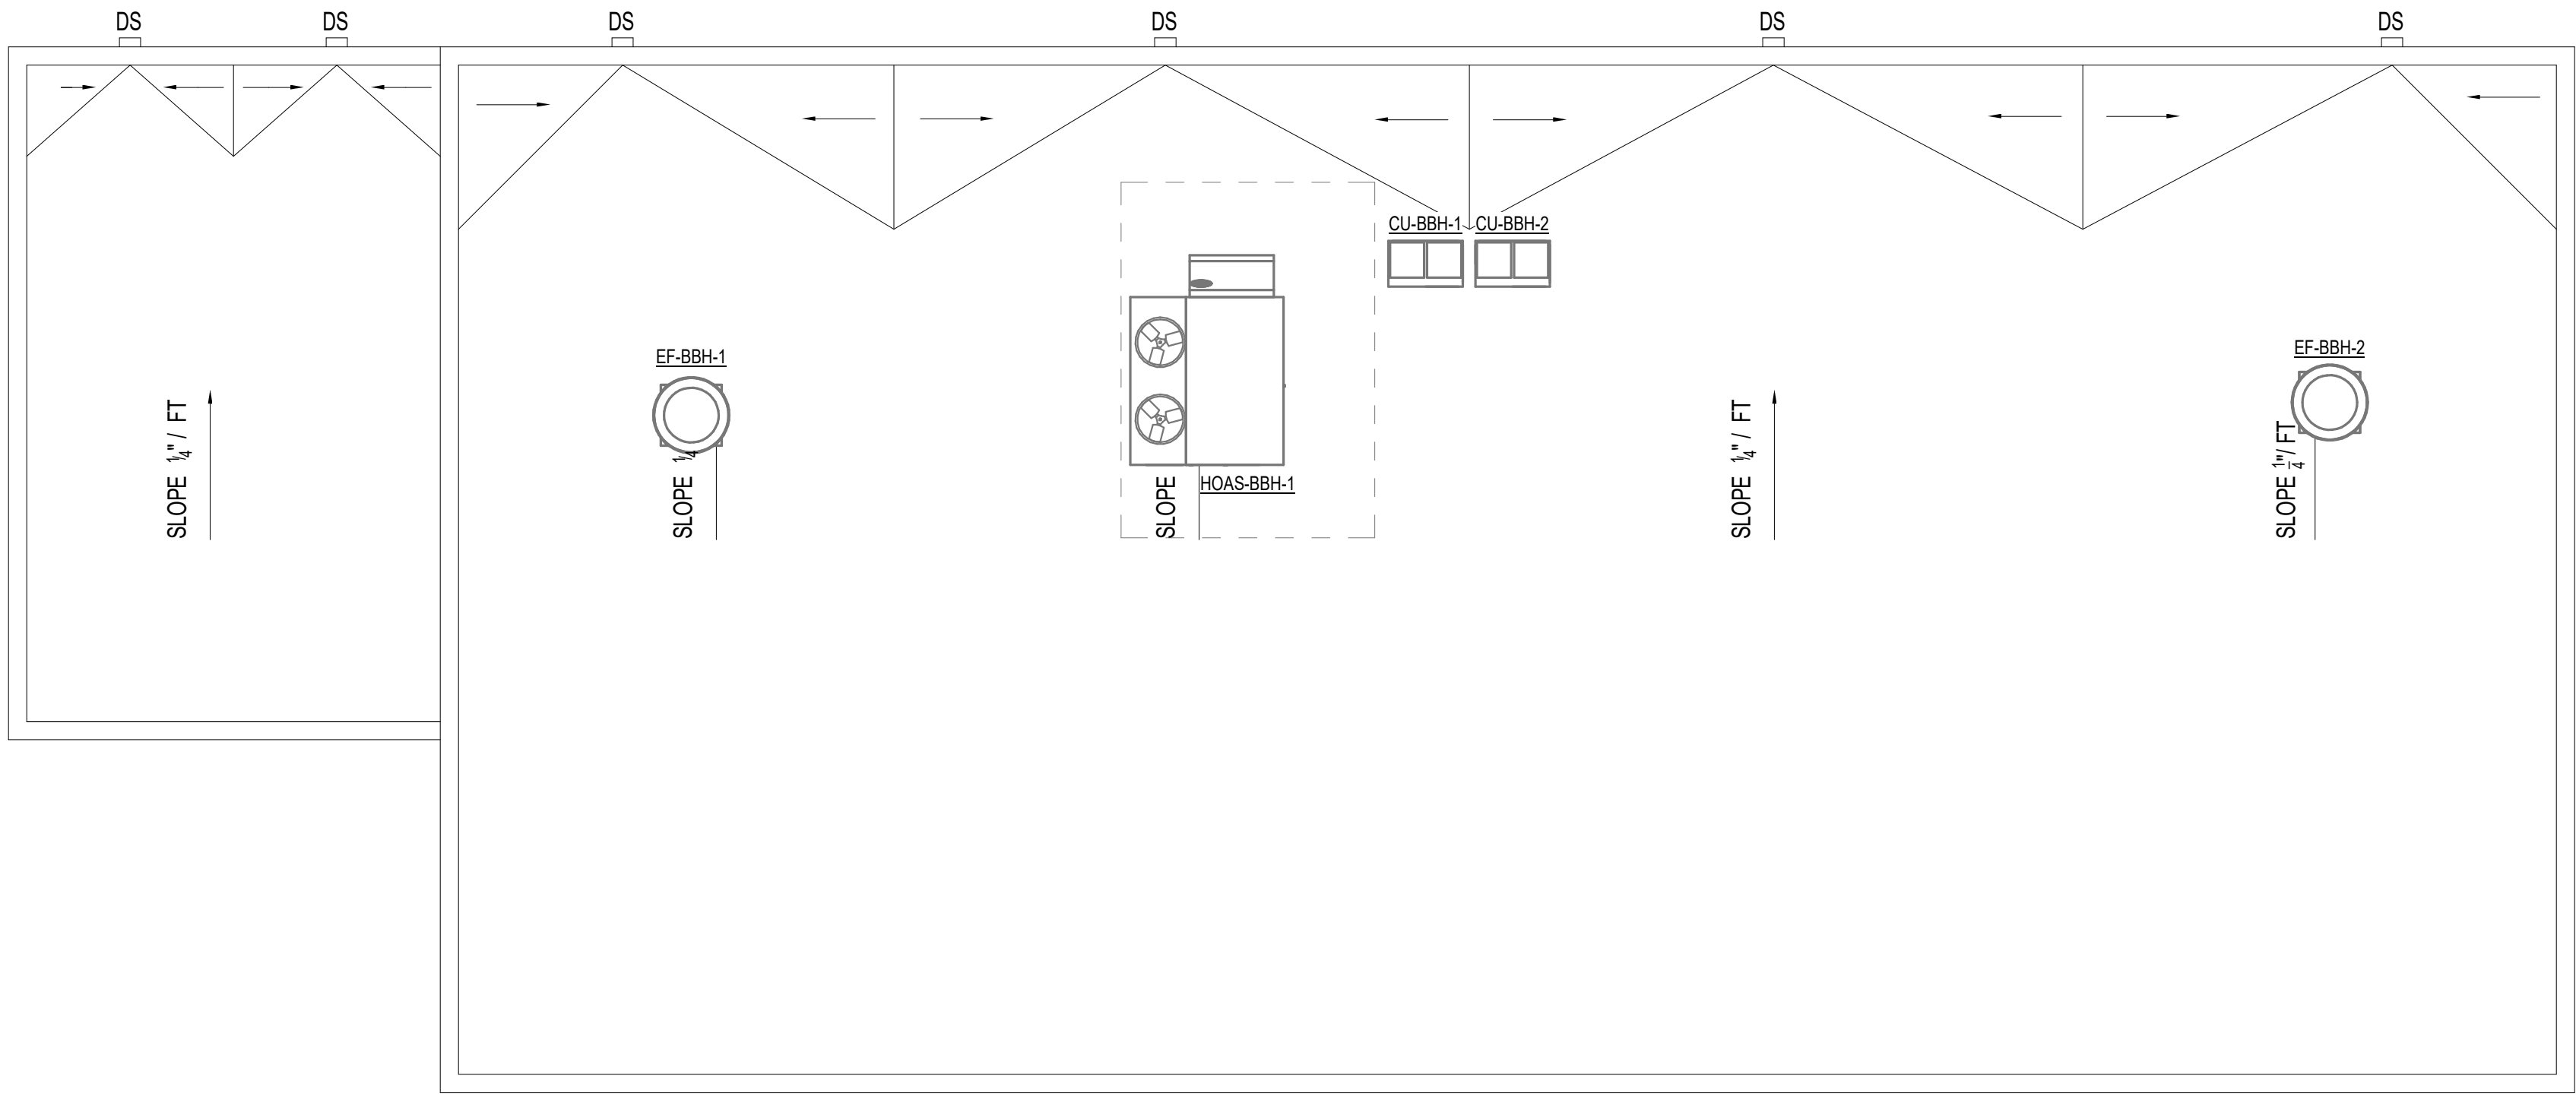 DS
DS
DS
DS
DS
DS
CU-BBH-1
CU-BBH-2
EF-BBH-1
EF-BBH-2
SLOPE 1/4" / FT
SLOPE 1/4
SLOPE
HOAS-BBH-1
SLOPE 1/4" / FT
SLOPE 1/4"/ FT